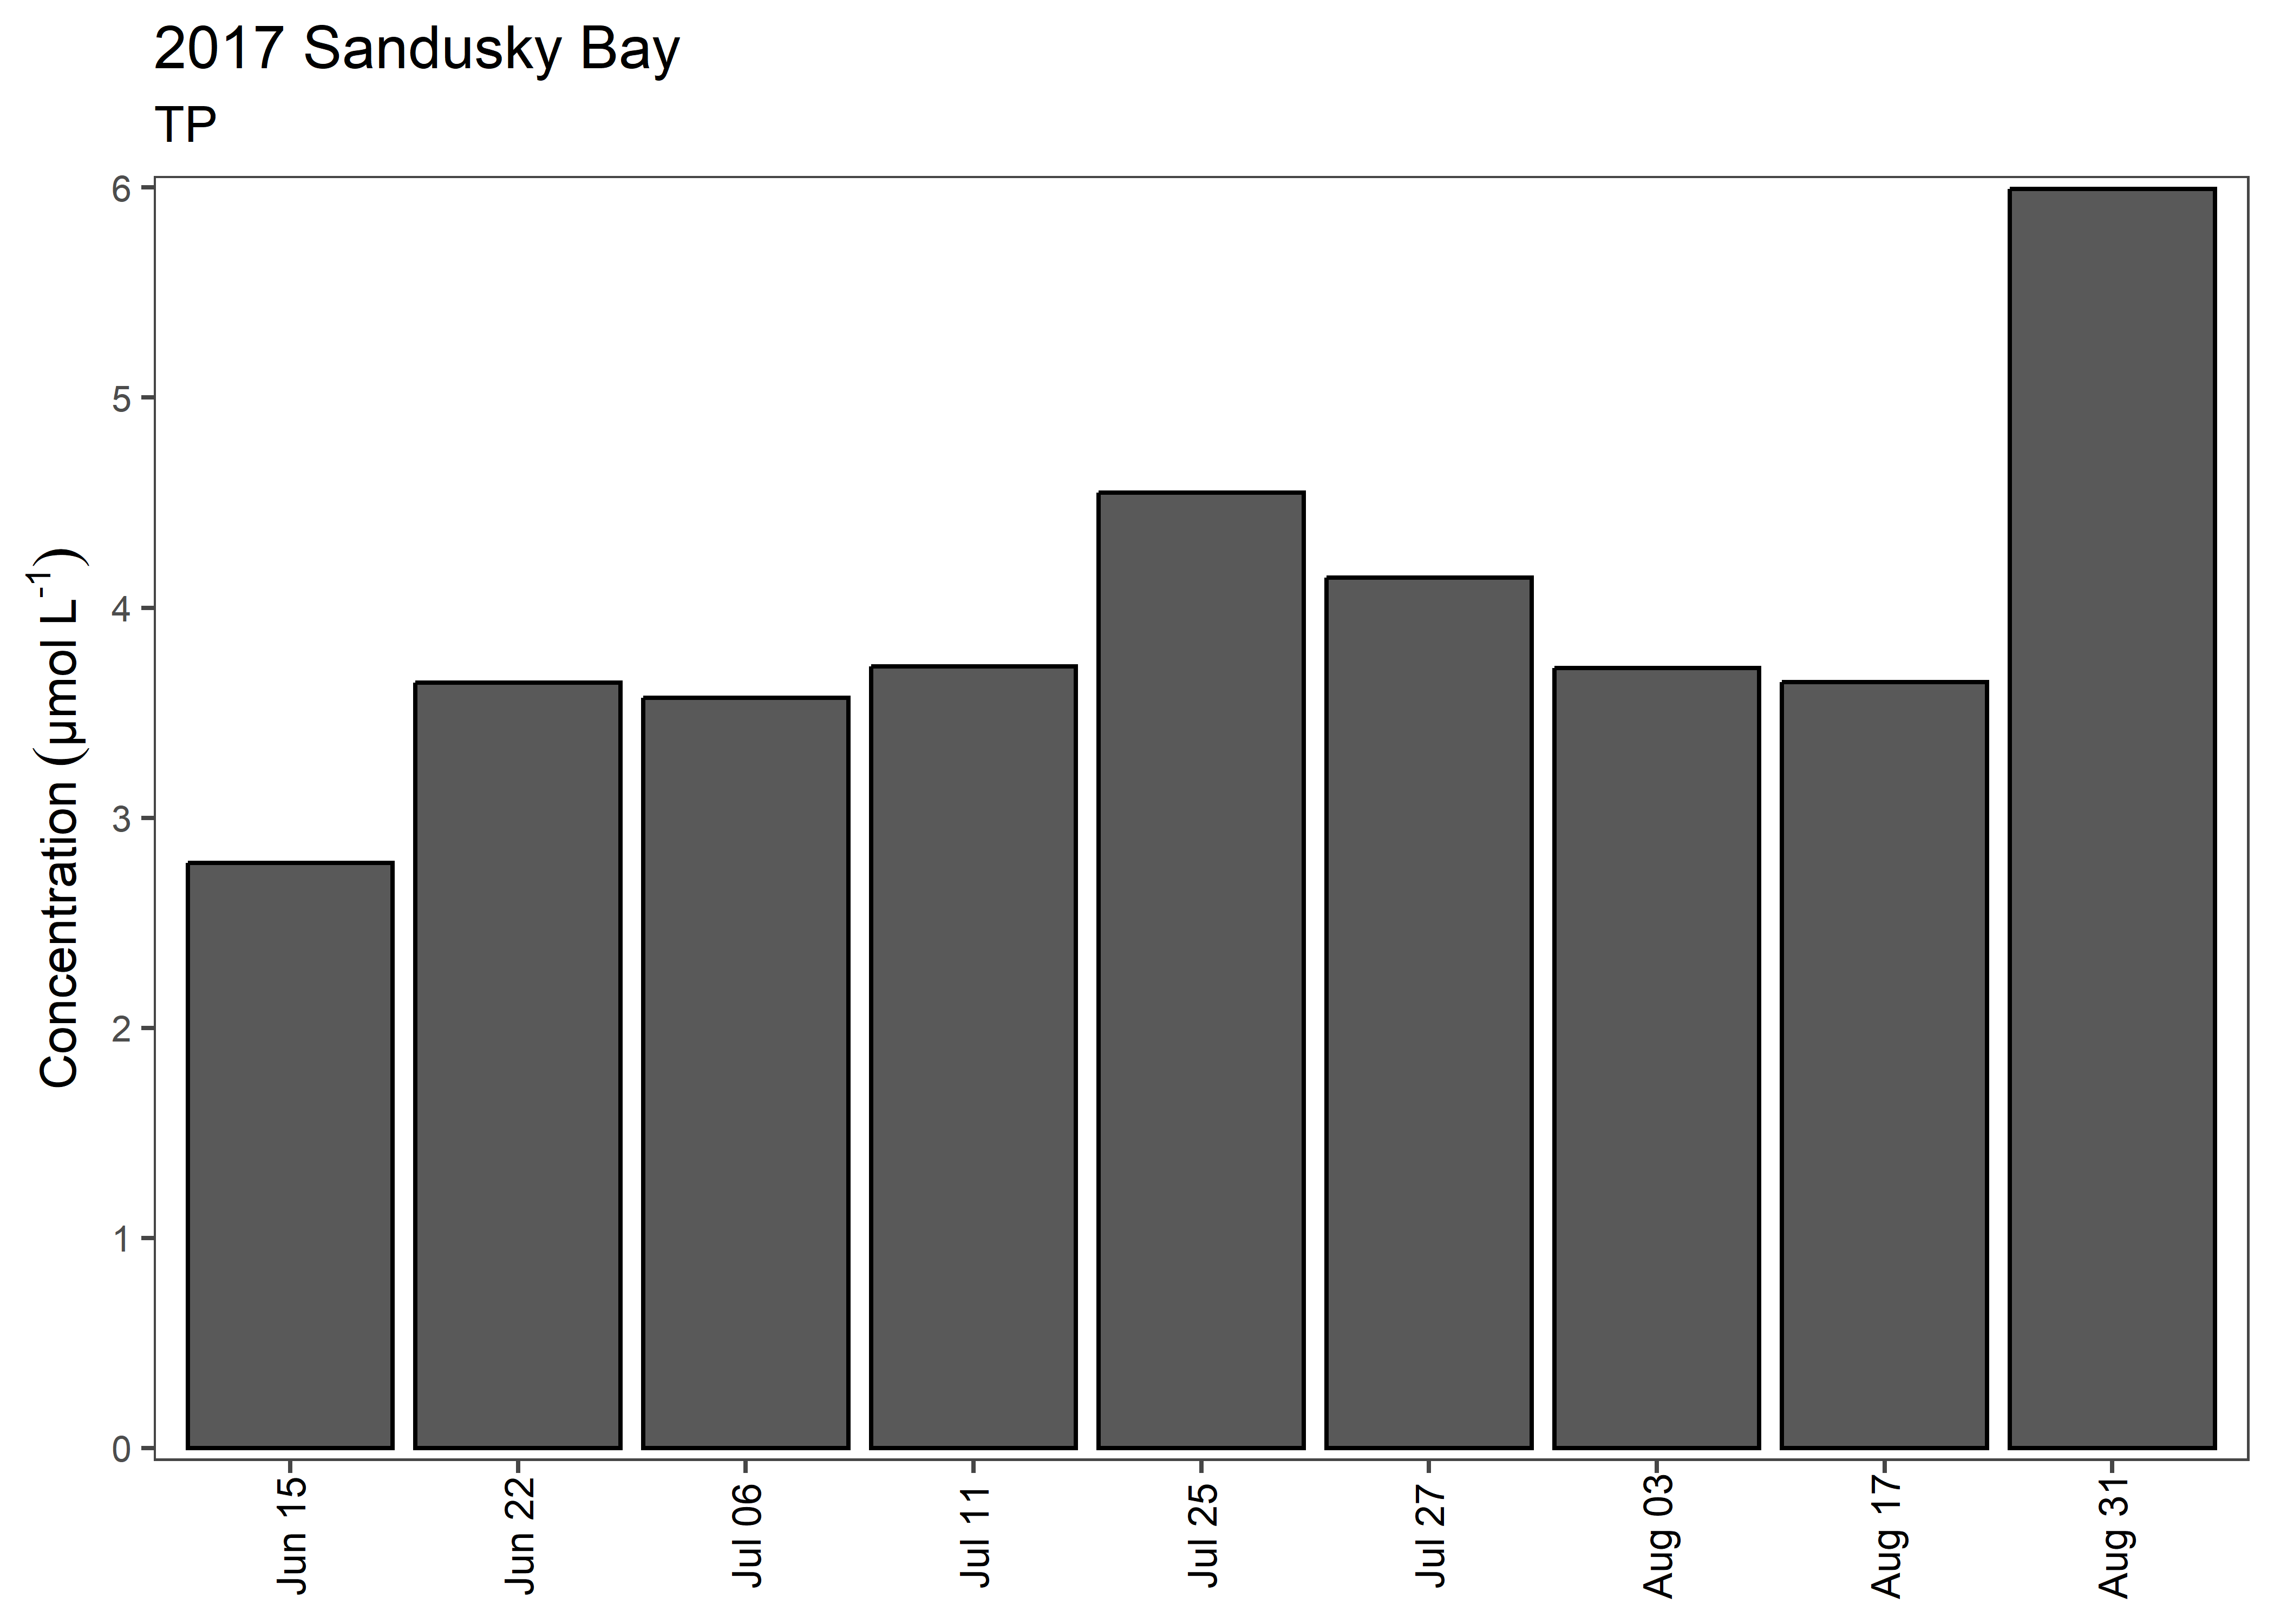 2017 Sandusky Bay
TP
Concentration (µmol L⁻¹)
6
5
4
3
2
1
0
Jun 15
Jun 22
Jul 06
Jul 11
Jul 25
Jul 27
Aug 03
Aug 17
Aug 31